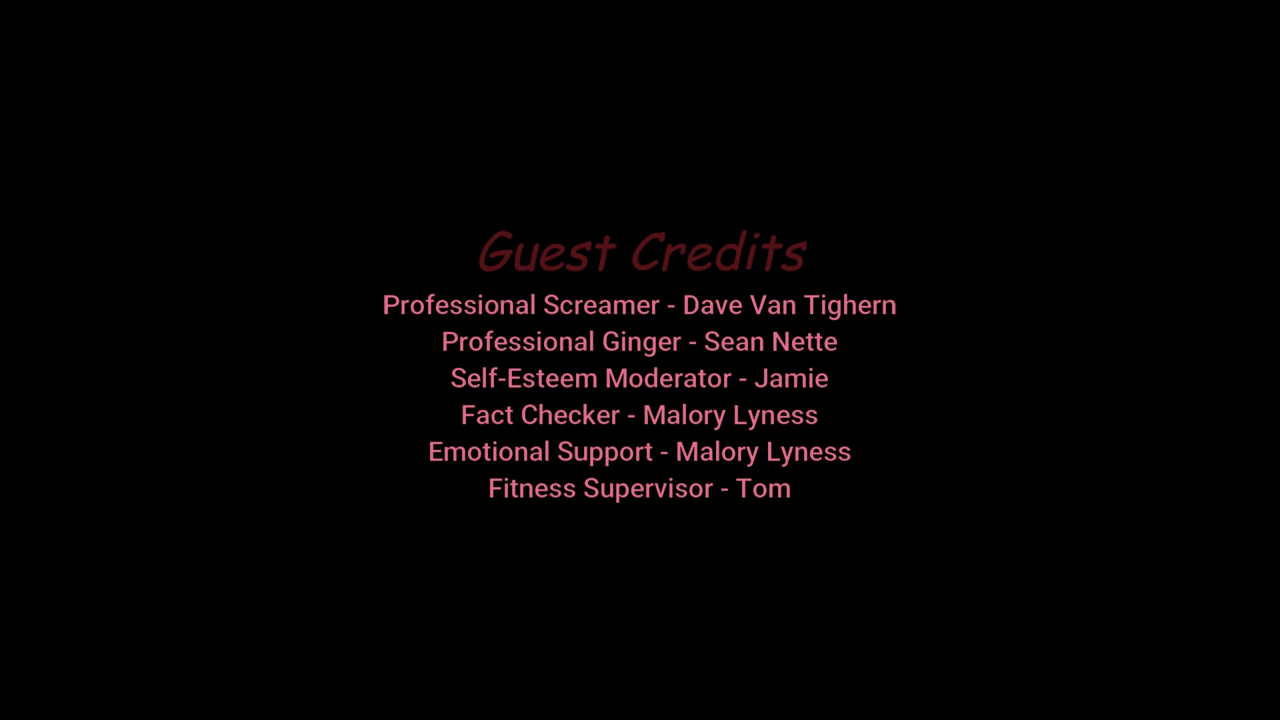 Guest Credits
Professional Screamer - Dave Van Tighern
Professional Ginger - Sean Nette
Self-Esteem Moderator - Jamie
Fact Checker - Malory Lyness
Emotional Support - Malory Lyness
Fitness Supervisor - Tom